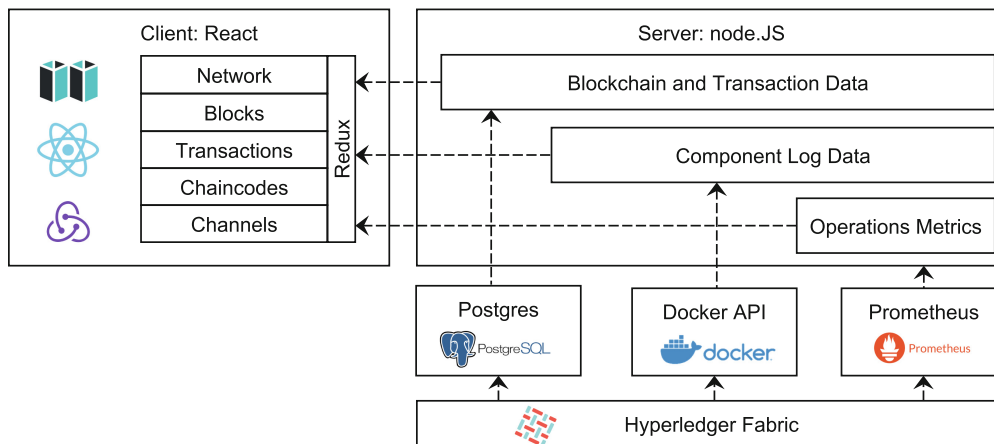 Client: React
Network
Blocks
Transactions
Chaincodes
Channels
Redux
Server: node.JS
Blockchain and Transaction Data
Component Log Data
Operations Metrics
Postgres
PostgreSQL
Docker API
docker
Prometheus
Prometheus
Hyperledger Fabric